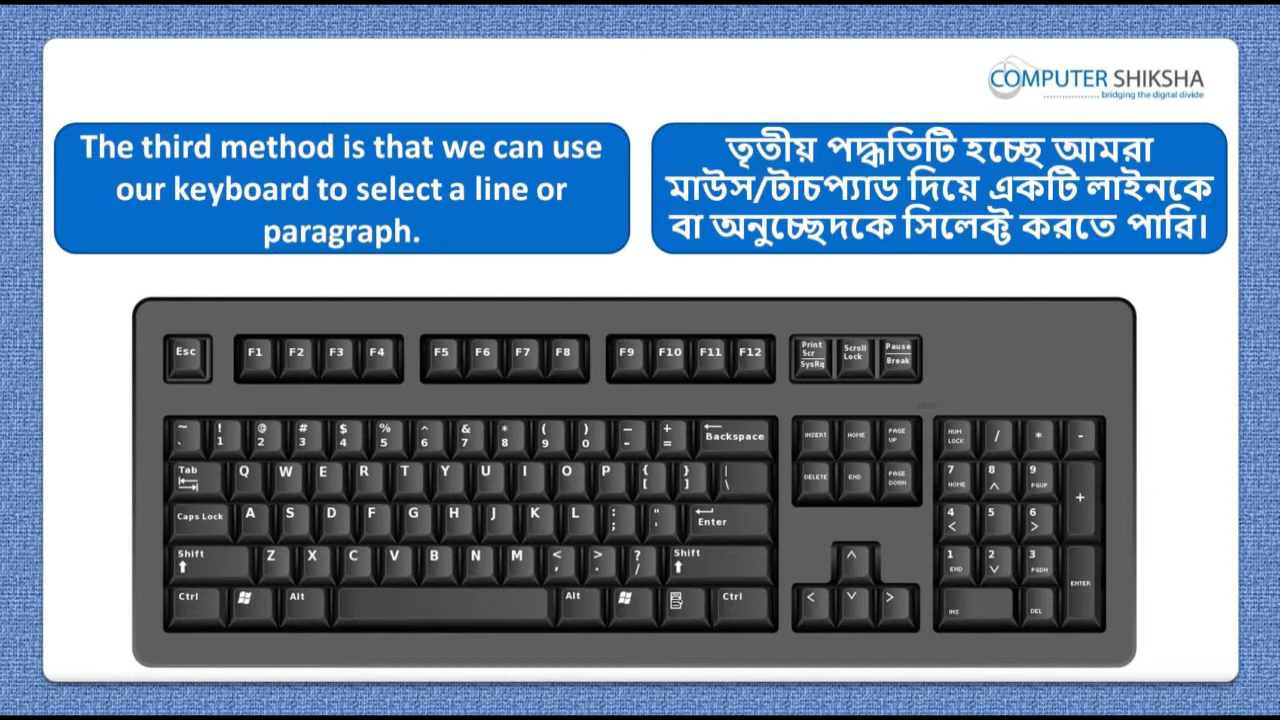 COMPUTER SHIKSHA
bridging the digital divide
The third method is that we can use
our keyboard to select a line or
paragraph.
তৃতীয় পদ্ধতিটি হচ্ছে আমরা
মাউস/টাচপ্যাড দিয়ে একটি লাইনকে
বা অনুচ্ছেদকে সিলেক্ট করতে পারি।
Esc F1 F2 F3 F4 F5 F6 F7 F8 F9 F10 F11 F12 Print Scr SysRq Scroll Lock Pause Break
~ ` ! 1 @ 2 # 3 $ 4 % 5 ^ 6 & 7 * 8 ( 9 ) 0 _ - + = Backspace INSERT HOME PAGE UP NUM LOCK / * -
Tab Q W E R T Y U I O P { [ } ] | \ DELETE END PAGE DOWN 7 HOME 8 ^ 9 PGUP +
Caps Lock A S D F G H J K L : ; " ' Enter 4 < 5 6 >
Shift Z X C V B N M < , > . ? / Shift ^ 1 END 2 v 3 PGDN ENTER
Ctrl Alt Alt Ctrl < v > INS DEL